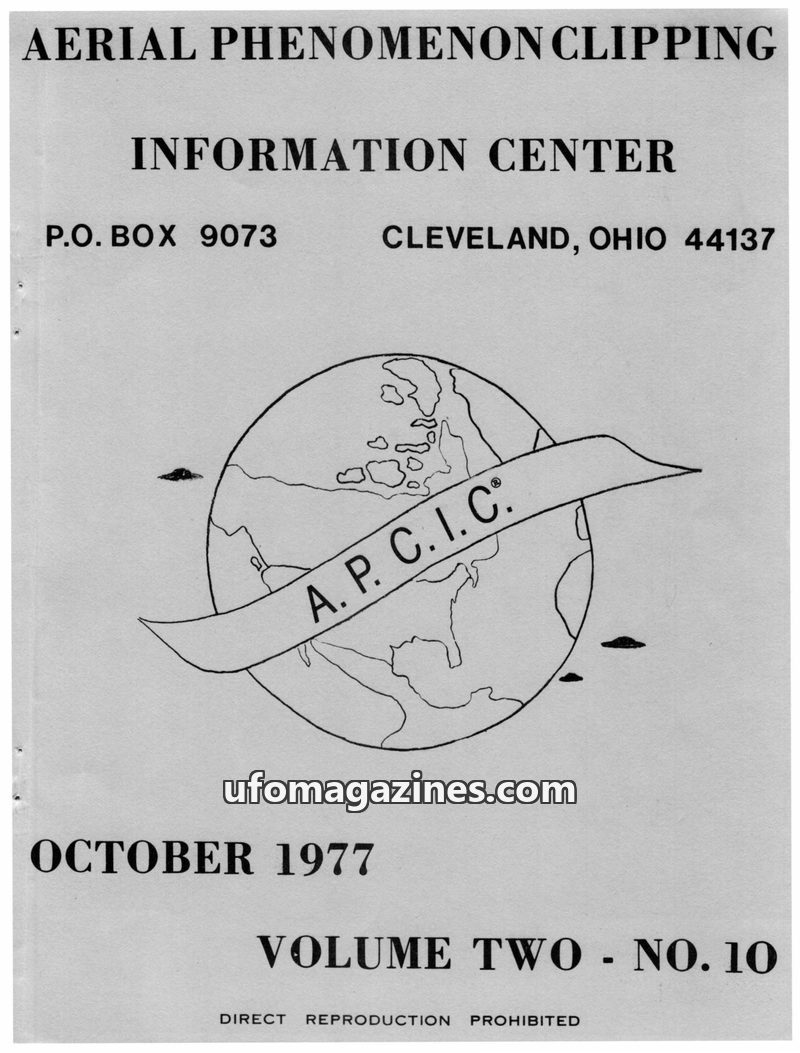 AERIAL PHENOMENON CLIPPING
INFORMATION CENTER
P.O. BOX 9073 CLEVELAND, OHIO 44137
A.P.C.I.C.®
ufomagazines.com
OCTOBER 1977
VOLUME TWO - NO. 10
DIRECT REPRODUCTION PROHIBITED